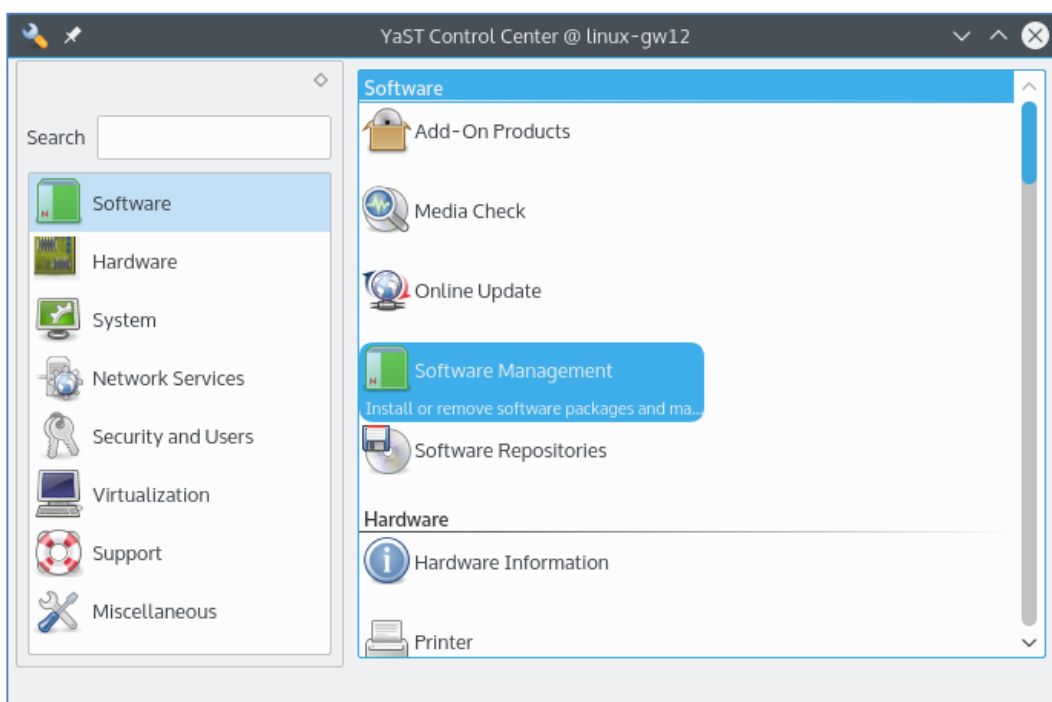 YaST Control Center @ linux-gw12
Search
Software
Hardware
System
Network Services
Security and Users
Virtualization
Support
Miscellaneous
Software
Add-On Products
Media Check
Online Update
Software Management
Install or remove software packages and ma...
Software Repositories
Hardware
Hardware Information
Printer